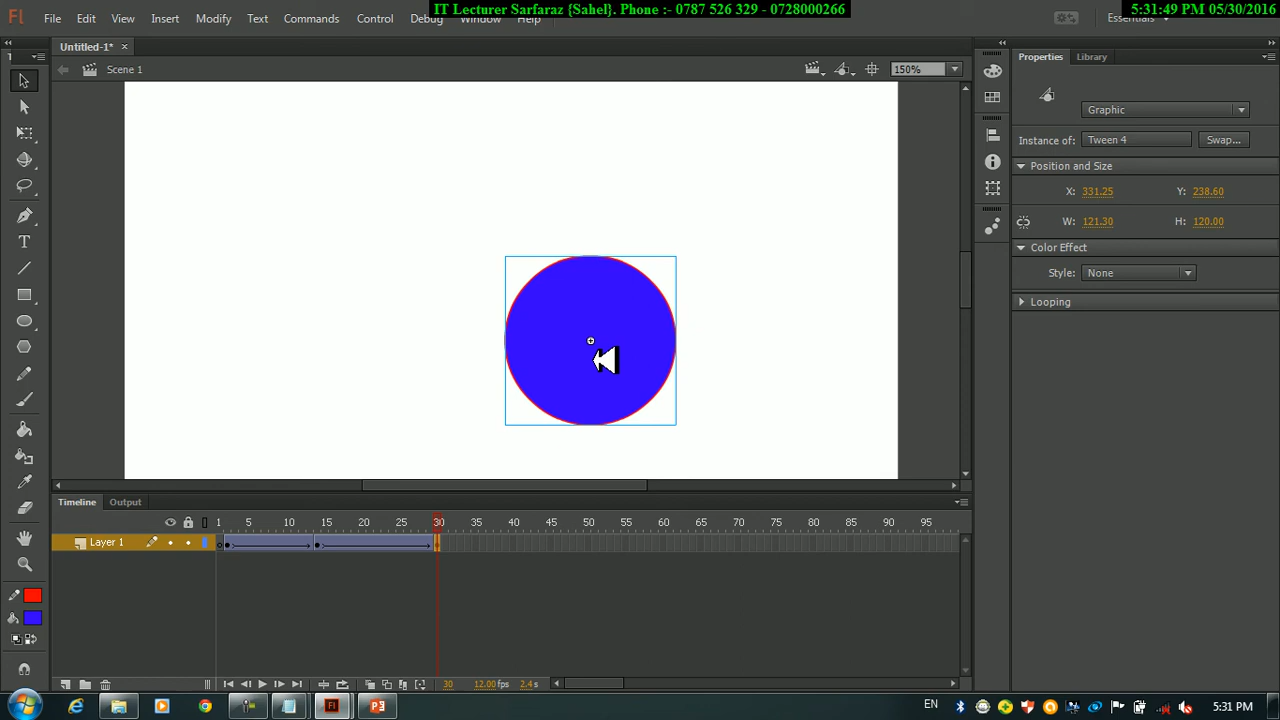 IT Lecturer Sarfaraz {Sahel}. Phone :- 0787 526 329 - 0728000266
5:31:49 PM 05/30/2016
Fl File Edit View Insert Modify Text Commands Control Debug Window Help Essentials
Untitled-1* ×
Scene 1
150%
Properties Library
Graphic
Instance of: Tween 4 Swap...
Position and Size
X: 331.25 Y: 238.60
W: 121.30 H: 120.00
Color Effect
Style: None
Looping
Timeline Output
1 5 10 15 20 25 30 35 40 45 50 55 60 65 70 75 80 85 90 95
Layer 1
30 12.00 fps 2.4 s
EN 5:31 PM